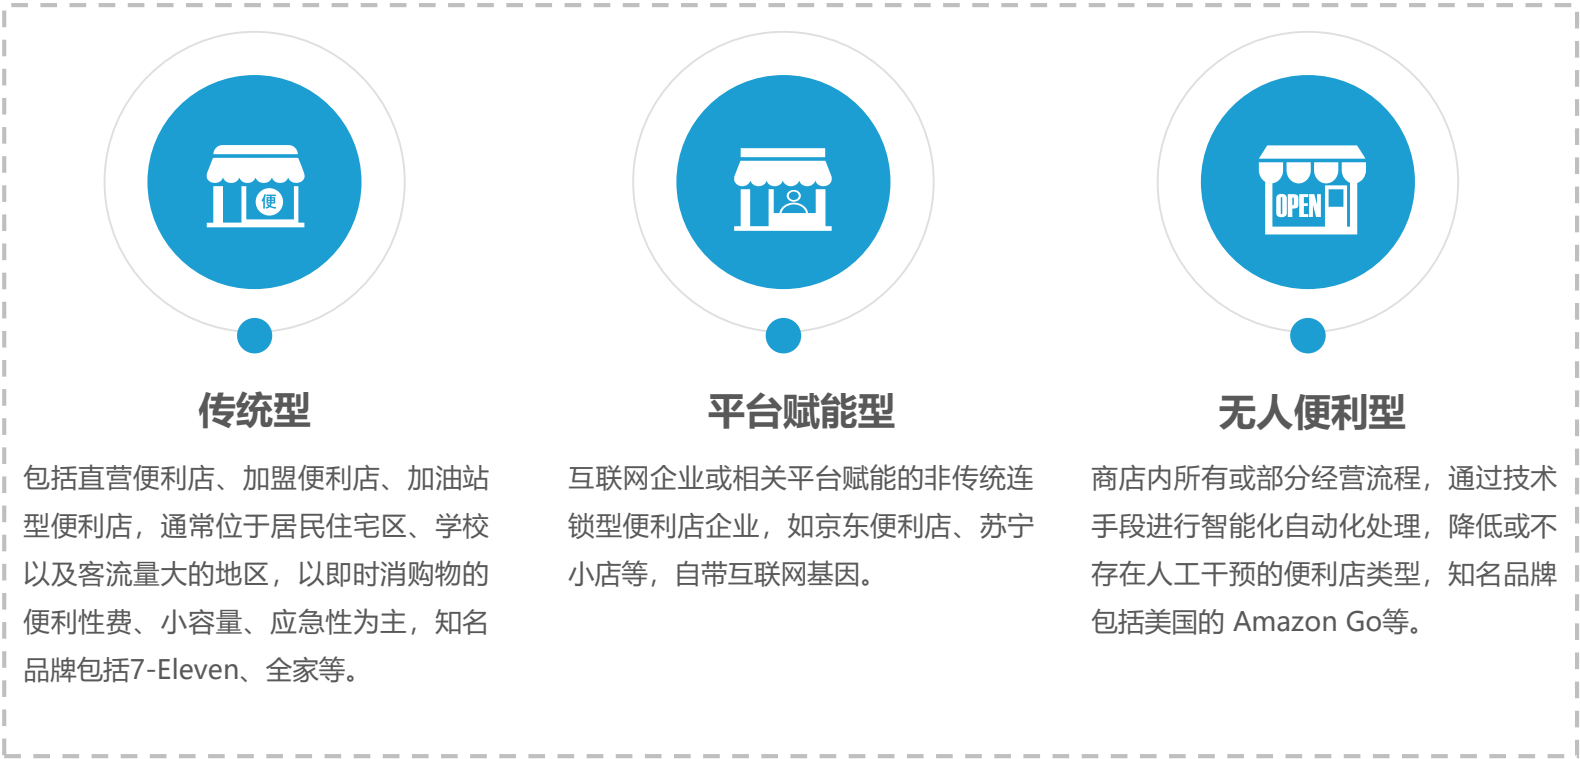 便
OPEN
传统型
包括直营便利店、加盟便利店、加油站
型便利店，通常位于居民住宅区、学校
以及客流量大的地区，以即时消购物的
便利性费、小容量、应急性为主，知名
品牌包括7-Eleven、全家等。
平台赋能型
互联网企业或相关平台赋能的非传统连
锁型便利店企业，如京东便利店、苏宁
小店等，自带互联网基因。
无人便利型
商店内所有或部分经营流程，通过技术
手段进行智能化自动化处理，降低或不
存在人工干预的便利店类型，知名品牌
包括美国的 Amazon Go等。